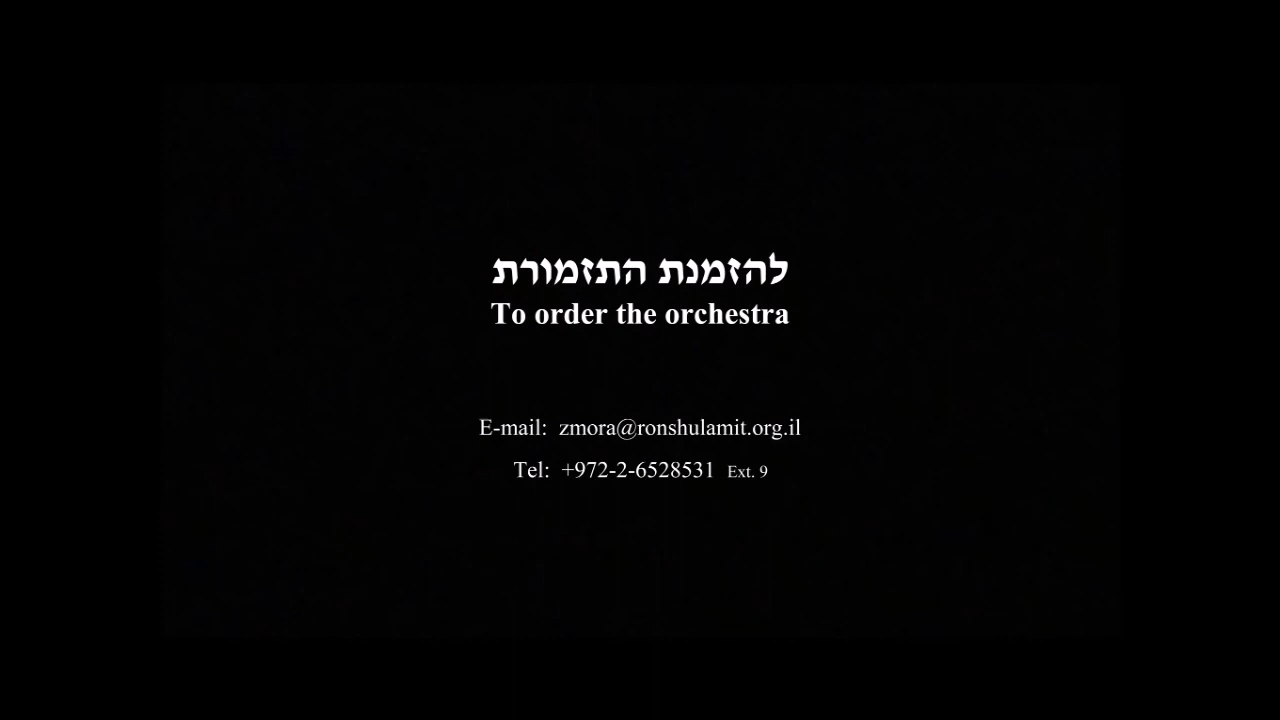 להזמנת התזמורת
To order the orchestra
E-mail: zmora@ronshulamit.org.il
Tel: +972-2-6528531 Ext. 9